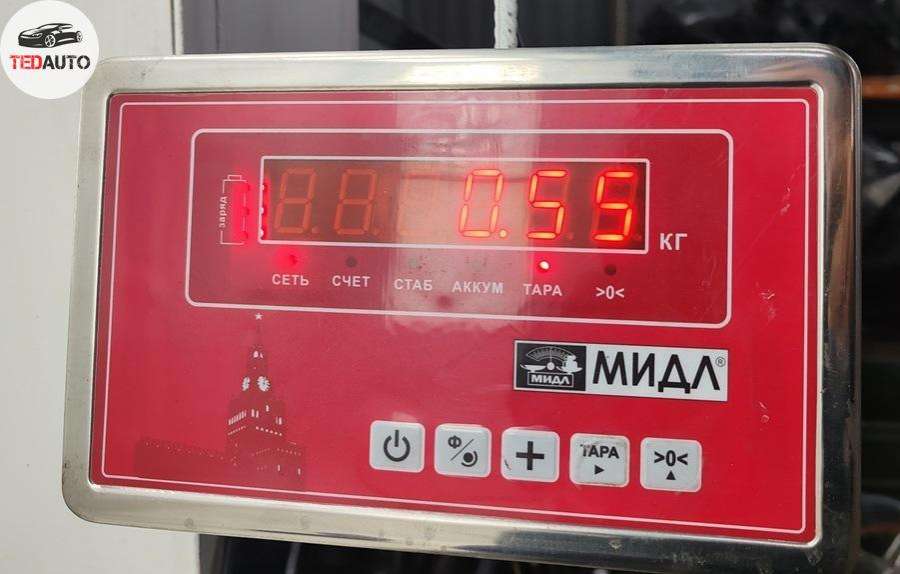 TEDAUTO
заряд
0.55
КГ
СЕТЬ СЧЕТ СТАБ АККУМ ТАРА >0<
МИДЛ МИДЛ®
Ф ТАРА >0<